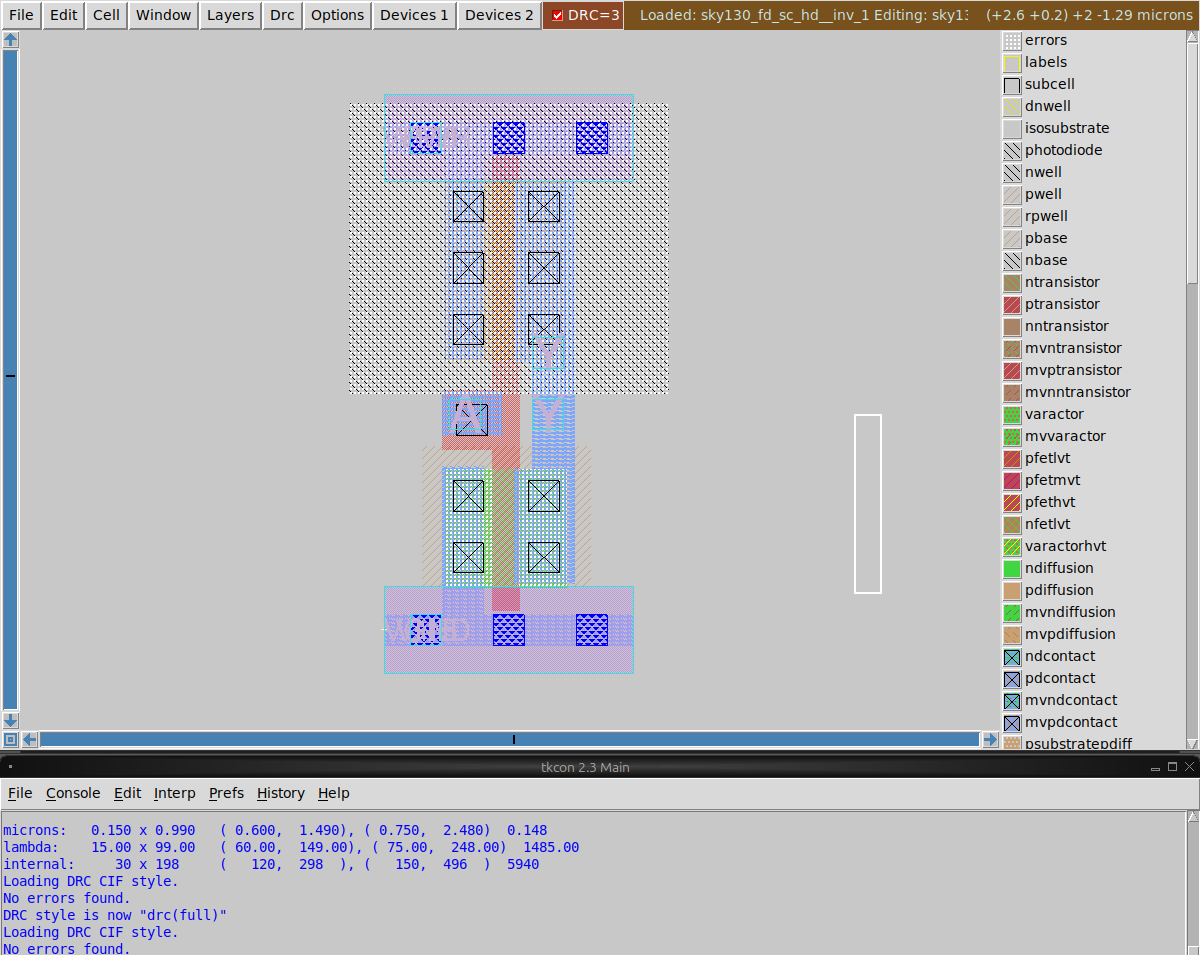 File Edit Cell Window Layers Drc Options Devices 1 Devices 2 DRC=3 Loaded: sky130_fd_sc_hd__inv_1 Editing: sky13 (+2.6 +0.2) +2 -1.29 microns
errors
labels
subcell
dnwell
isosubstrate
photodiode
nwell
pwell
rpwell
pbase
nbase
ntransistor
ptransistor
nntransistor
mvntransistor
mvptransistor
mvnntransistor
varactor
mvvaractor
pfetlvt
pfetmvt
pfethvt
nfetlvt
varactorhvt
ndiffusion
pdiffusion
mvndiffusion
mvpdiffusion
ndcontact
pdcontact
mvndcontact
mvpdcontact
psubstratepdiff
Y
A Y
tkcon 2.3 Main
File Console Edit Interp Prefs History Help
microns: 0.150 x 0.990 ( 0.600, 1.490), ( 0.750, 2.480) 0.148
lambda: 15.00 x 99.00 ( 60.00, 149.00), ( 75.00, 248.00) 1485.00
internal: 30 x 198 ( 120, 298 ), ( 150, 496 ) 5940
Loading DRC CIF style.
No errors found.
DRC style is now "drc(full)"
Loading DRC CIF style.
No errors found.